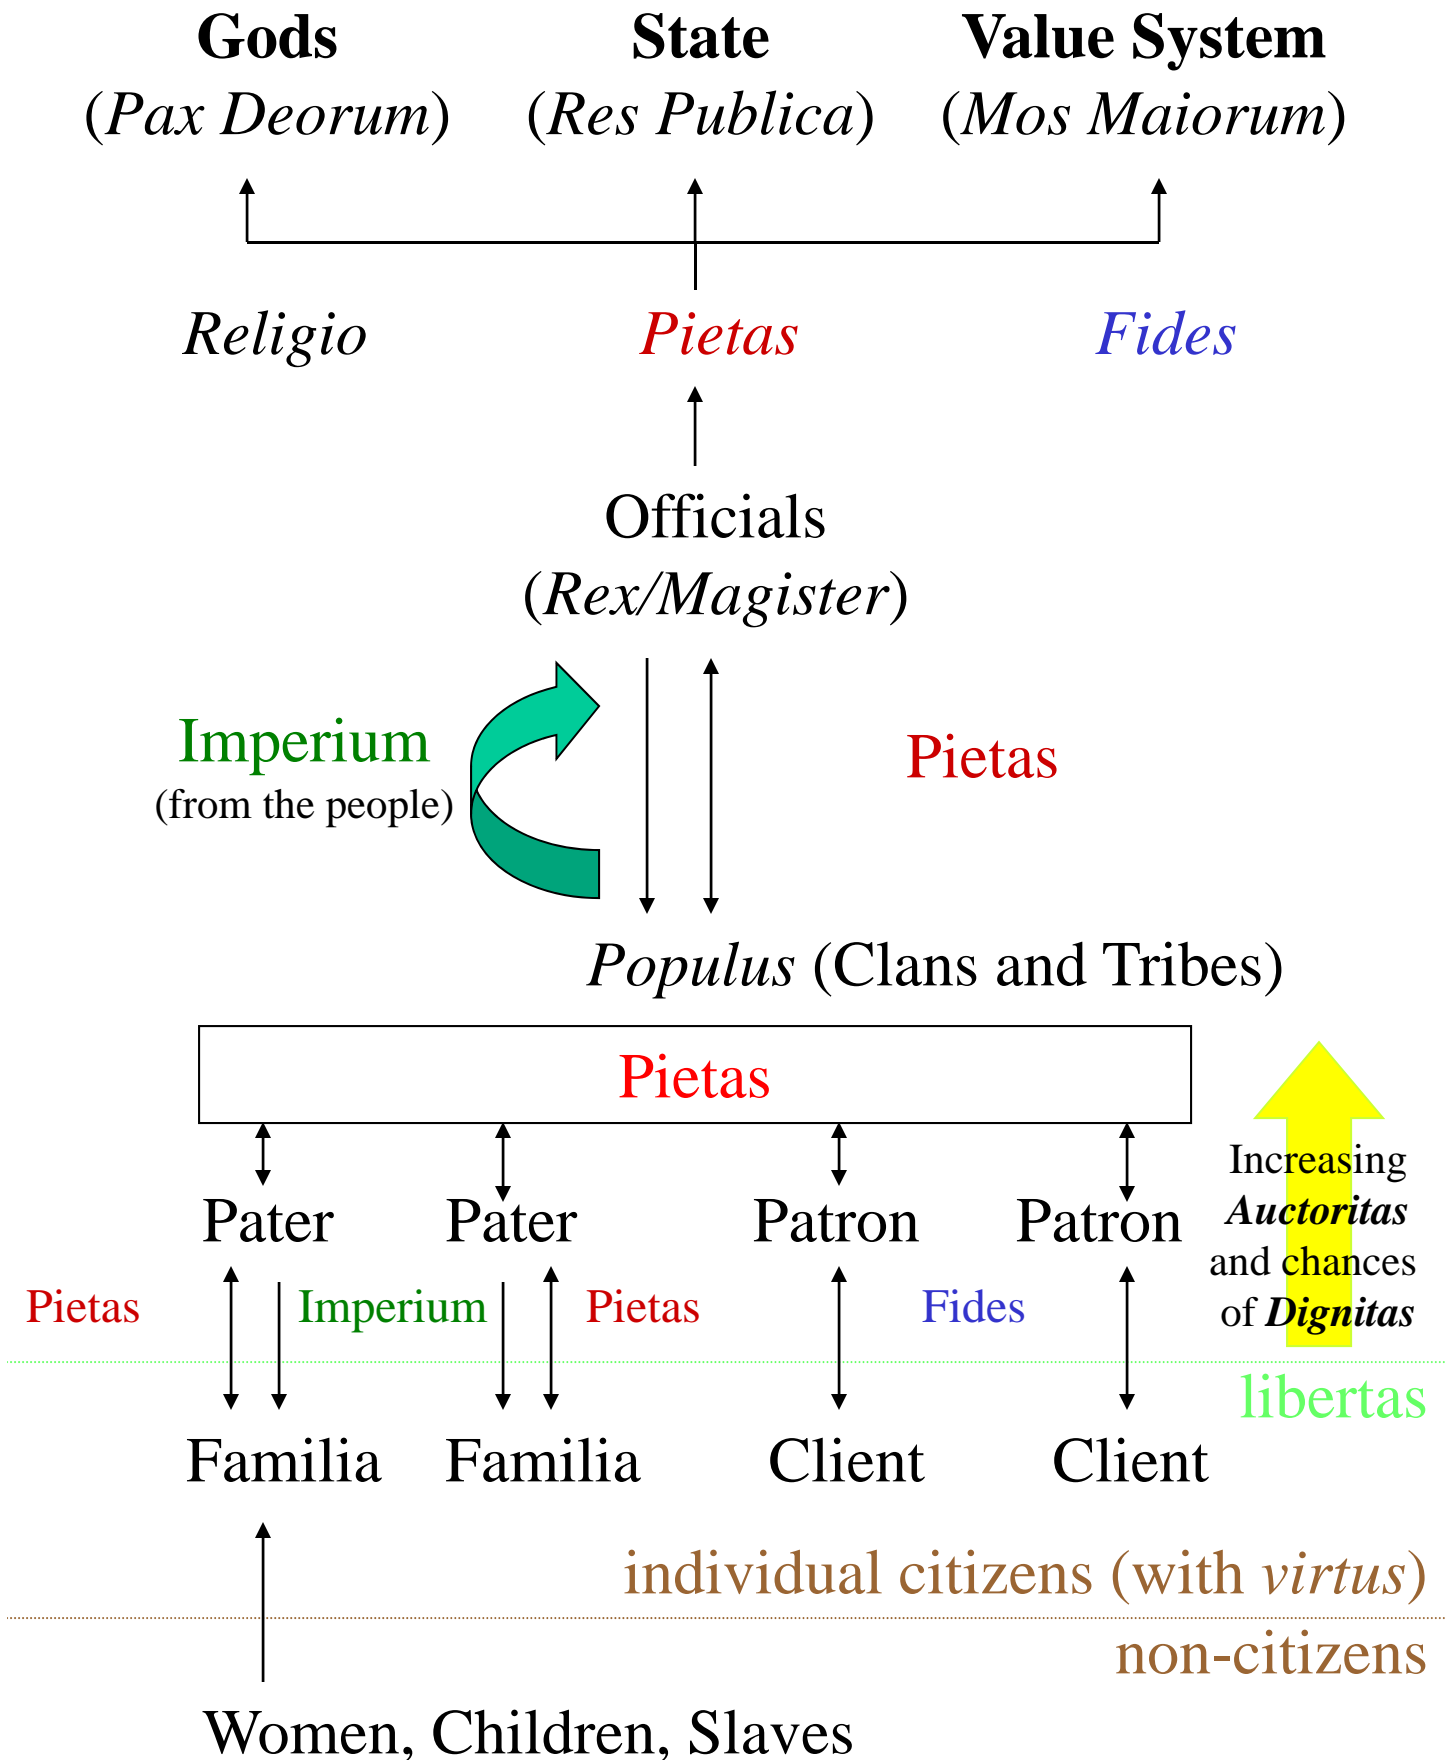 Gods State Value System
(Pax Deorum) (Res Publica) (Mos Maiorum)
Religio Pietas Fides
Officials
(Rex/Magister)
Imperium Pietas
(from the people)
Populus (Clans and Tribes)
Pietas
Increasing
Pater Pater Patron Patron Auctoritas
and chances
Pietas Imperium Pietas Fides of Dignitas
libertas
Familia Familia Client Client
individual citizens (with virtus)
non-citizens
Women, Children, Slaves